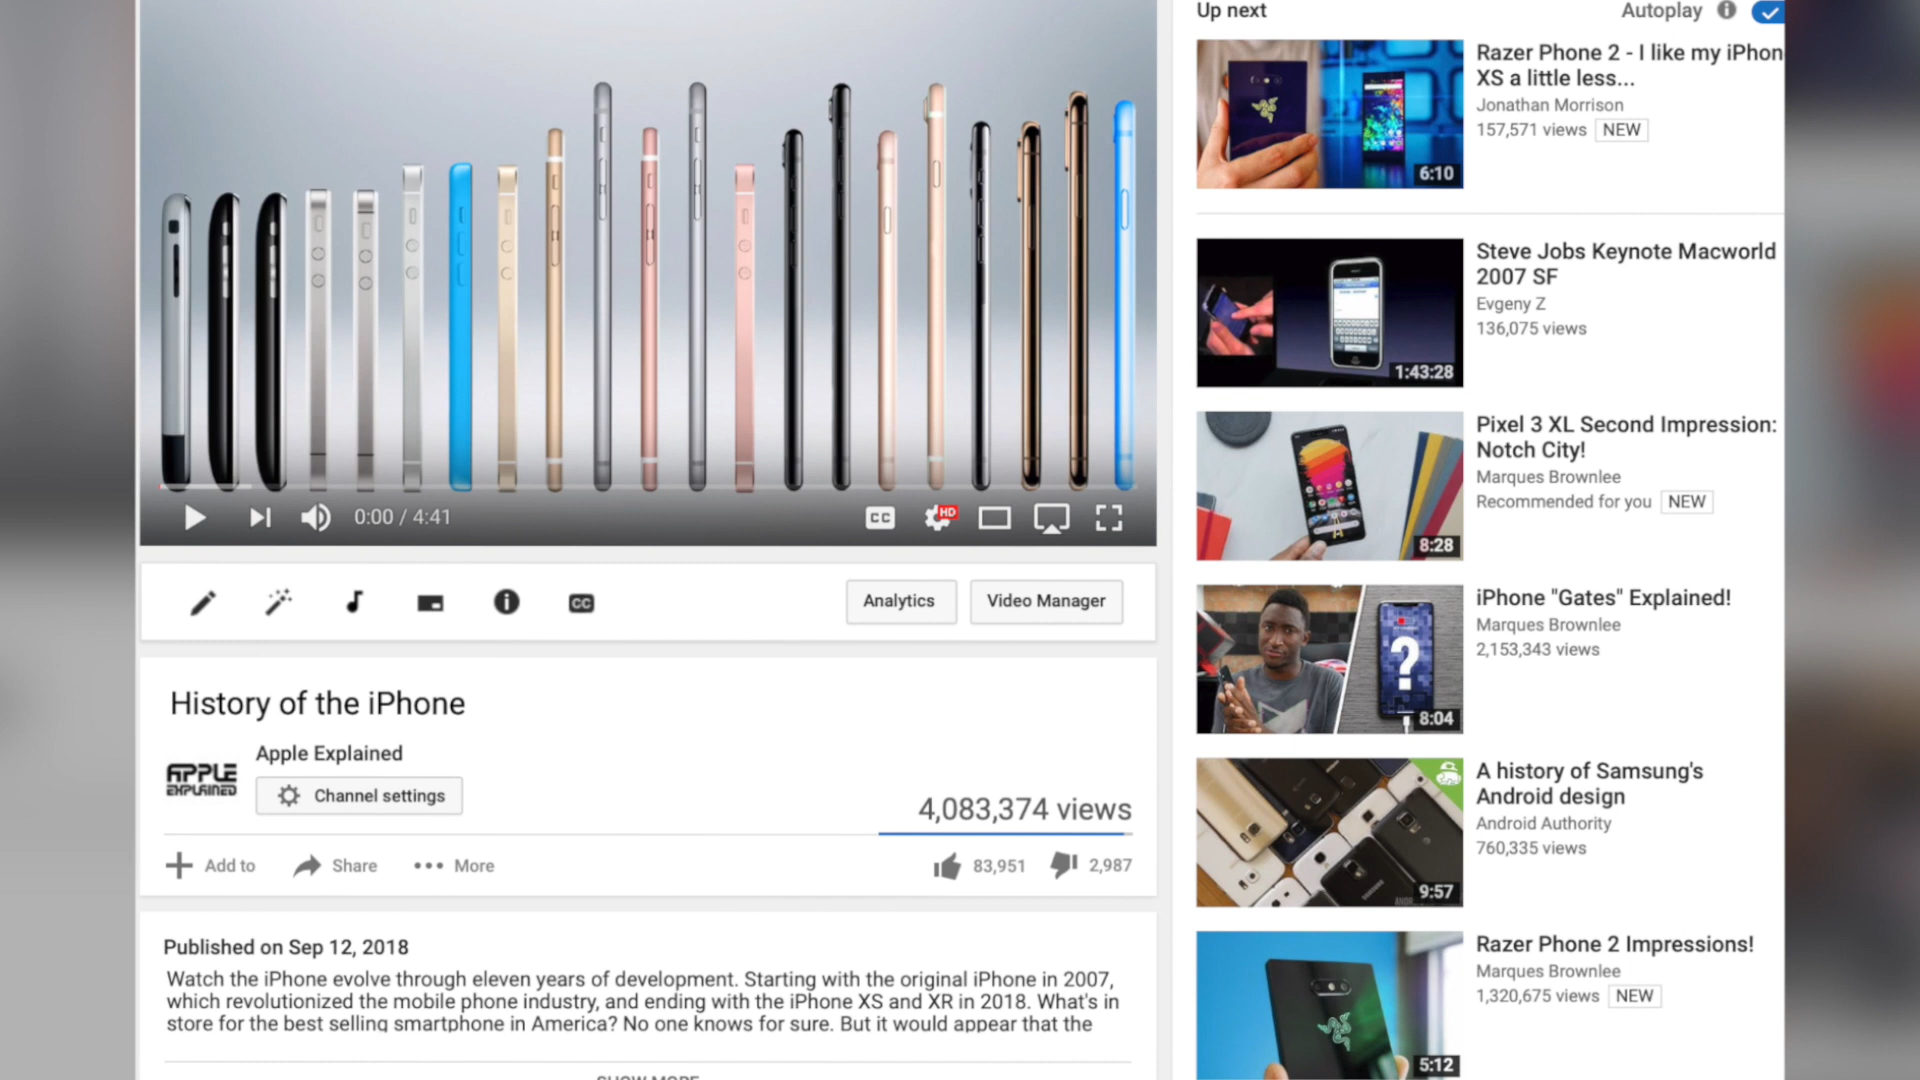 Up next
Autoplay
Razer Phone 2 - I like my iPhon
XS a little less...
Jonathan Morrison
157,571 views NEW
6:10
Steve Jobs Keynote Macworld
2007 SF
Evgeny Z
136,075 views
1:43:28
Pixel 3 XL Second Impression:
Notch City!
Marques Brownlee
Recommended for you NEW
8:28
iPhone "Gates" Explained!
Marques Brownlee
2,153,343 views
8:04
A history of Samsung's
Android design
Android Authority
760,335 views
9:57
Razer Phone 2 Impressions!
Marques Brownlee
1,320,675 views NEW
5:12
0:00 / 4:41
CC
HD
CC
Analytics
Video Manager
History of the iPhone
APPLE
EXPLAINED
Apple Explained
Channel settings
4,083,374 views
Add to
Share
More
83,951
2,987
Published on Sep 12, 2018
Watch the iPhone evolve through eleven years of development. Starting with the original iPhone in 2007,
which revolutionized the mobile phone industry, and ending with the iPhone XS and XR in 2018. What's in
store for the best selling smartphone in America? No one knows for sure. But it would appear that the
SHOW MORE